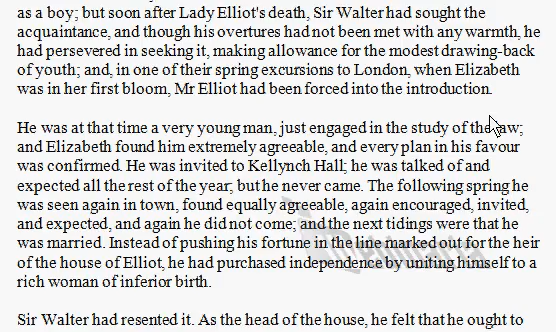 as a boy; but soon after Lady Elliot's death, Sir Walter had sought the
acquaintance, and though his overtures had not been met with any warmth, he
had persevered in seeking it, making allowance for the modest drawing-back
of youth; and, in one of their spring excursions to London, when Elizabeth
was in her first bloom, Mr Elliot had been forced into the introduction.
He was at that time a very young man, just engaged in the study of the law;
and Elizabeth found him extremely agreeable, and every plan in his favour
was confirmed. He was invited to Kellynch Hall; he was talked of and
expected all the rest of the year; but he never came. The following spring he
was seen again in town, found equally agreeable, again encouraged, invited,
and expected, and again he did not come; and the next tidings were that he
was married. Instead of pushing his fortune in the line marked out for the heir
of the house of Elliot, he had purchased independence by uniting himself to a
rich woman of inferior birth.
Sir Walter had resented it. As the head of the house, he felt that he ought to